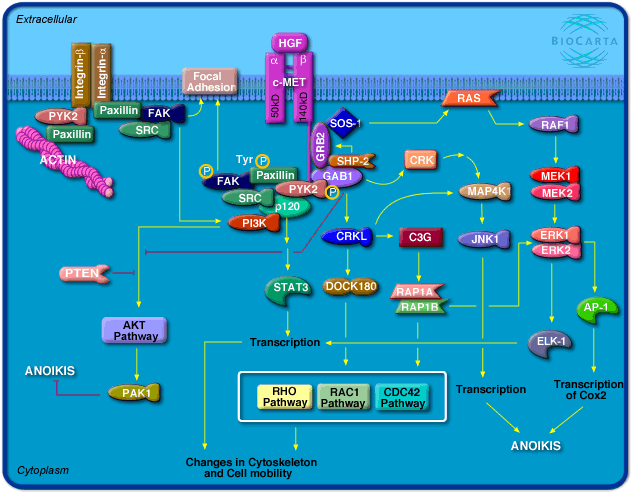 Extracellular
BIOCARTA
HGF
Integrin-β
Integrin-α
α
β
c-MET
50kD
140kD
Focal
Adhesion
PYK2
Paxillin
FAK
SRC
Paxillin
ACTIN
RAS
SOS-1
GRB2
RAF1
SHP-2
CRK
Tyr
P
P
Paxillin
FAK
GAB1
PYK2
P
SRC
p120
PI3K
MEK1
MEK2
MAP4K1
CRKL
C3G
JNK1
ERK1
ERK2
PTEN
STAT3
DOCK180
RAP1A
RAP1B
AP-1
AKT
Pathway
Transcription
ELK-1
ANOIKIS
PAK1
RHO
Pathway
RAC1
Pathway
CDC42
Pathway
Transcription
Transcription
of Cox2
ANOIKIS
Changes in Cytoskeleton
and Cell mobility
Cytoplasm